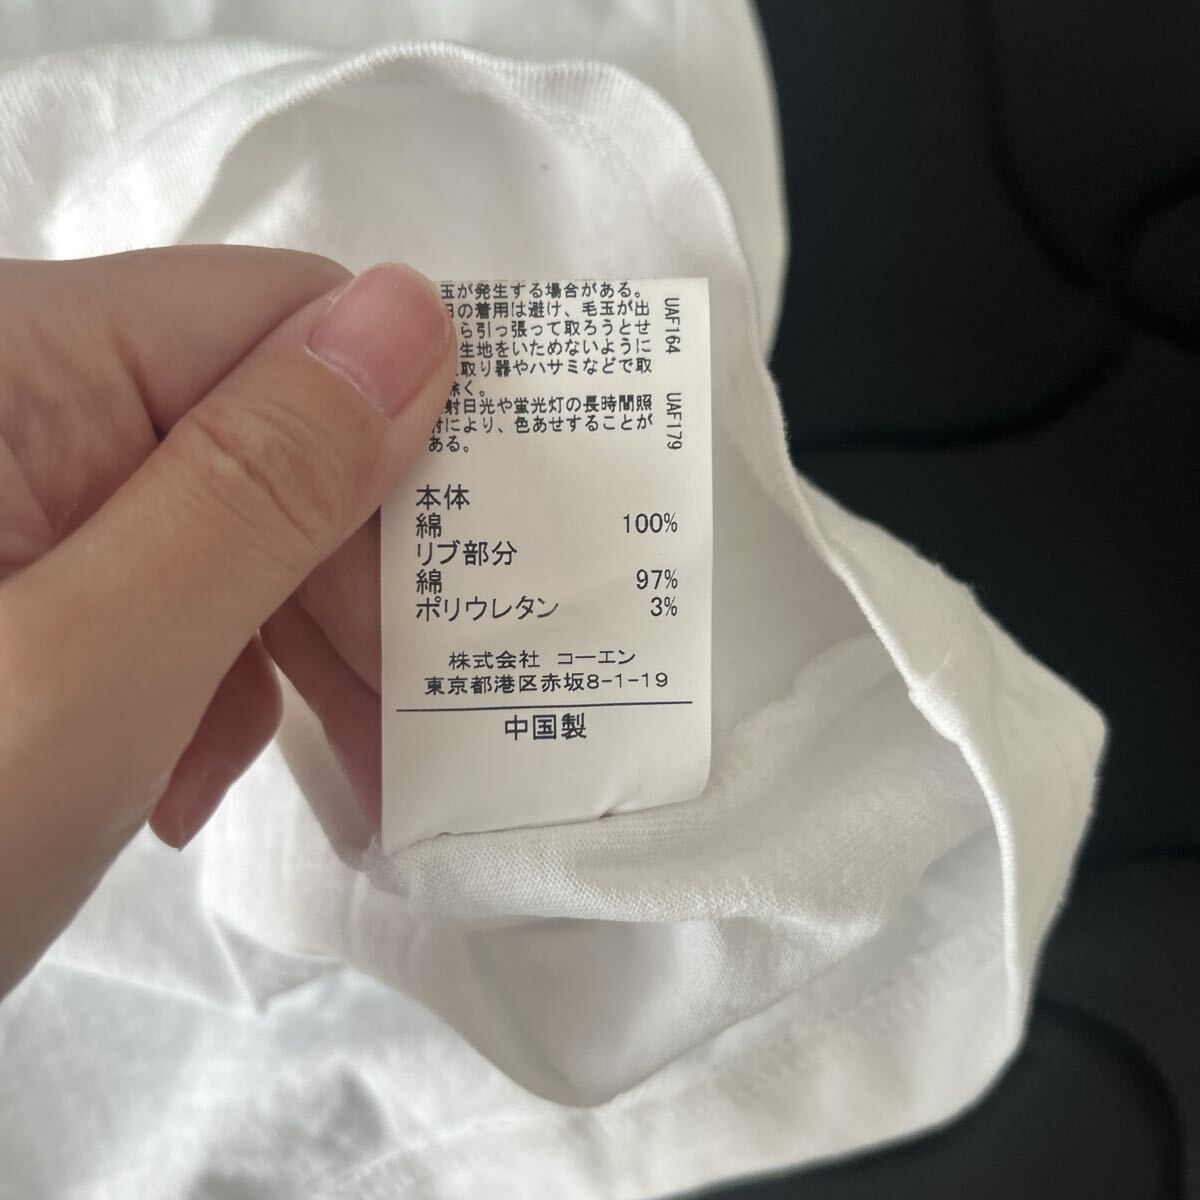 玉が発生する場合がある。
の着用は避け、毛玉が出
ら引っ張って取ろうとせ
生地をいためないように
取り器やハサミなどで取
除く。
射日光や蛍光灯の長時間照
射により、色あせすることが
ある。
UAF164
UAF179
本体
綿 100%
リブ部分
綿 97%
ポリウレタン 3%
株式会社 コーエン
東京都港区赤坂8-1-19
中国製